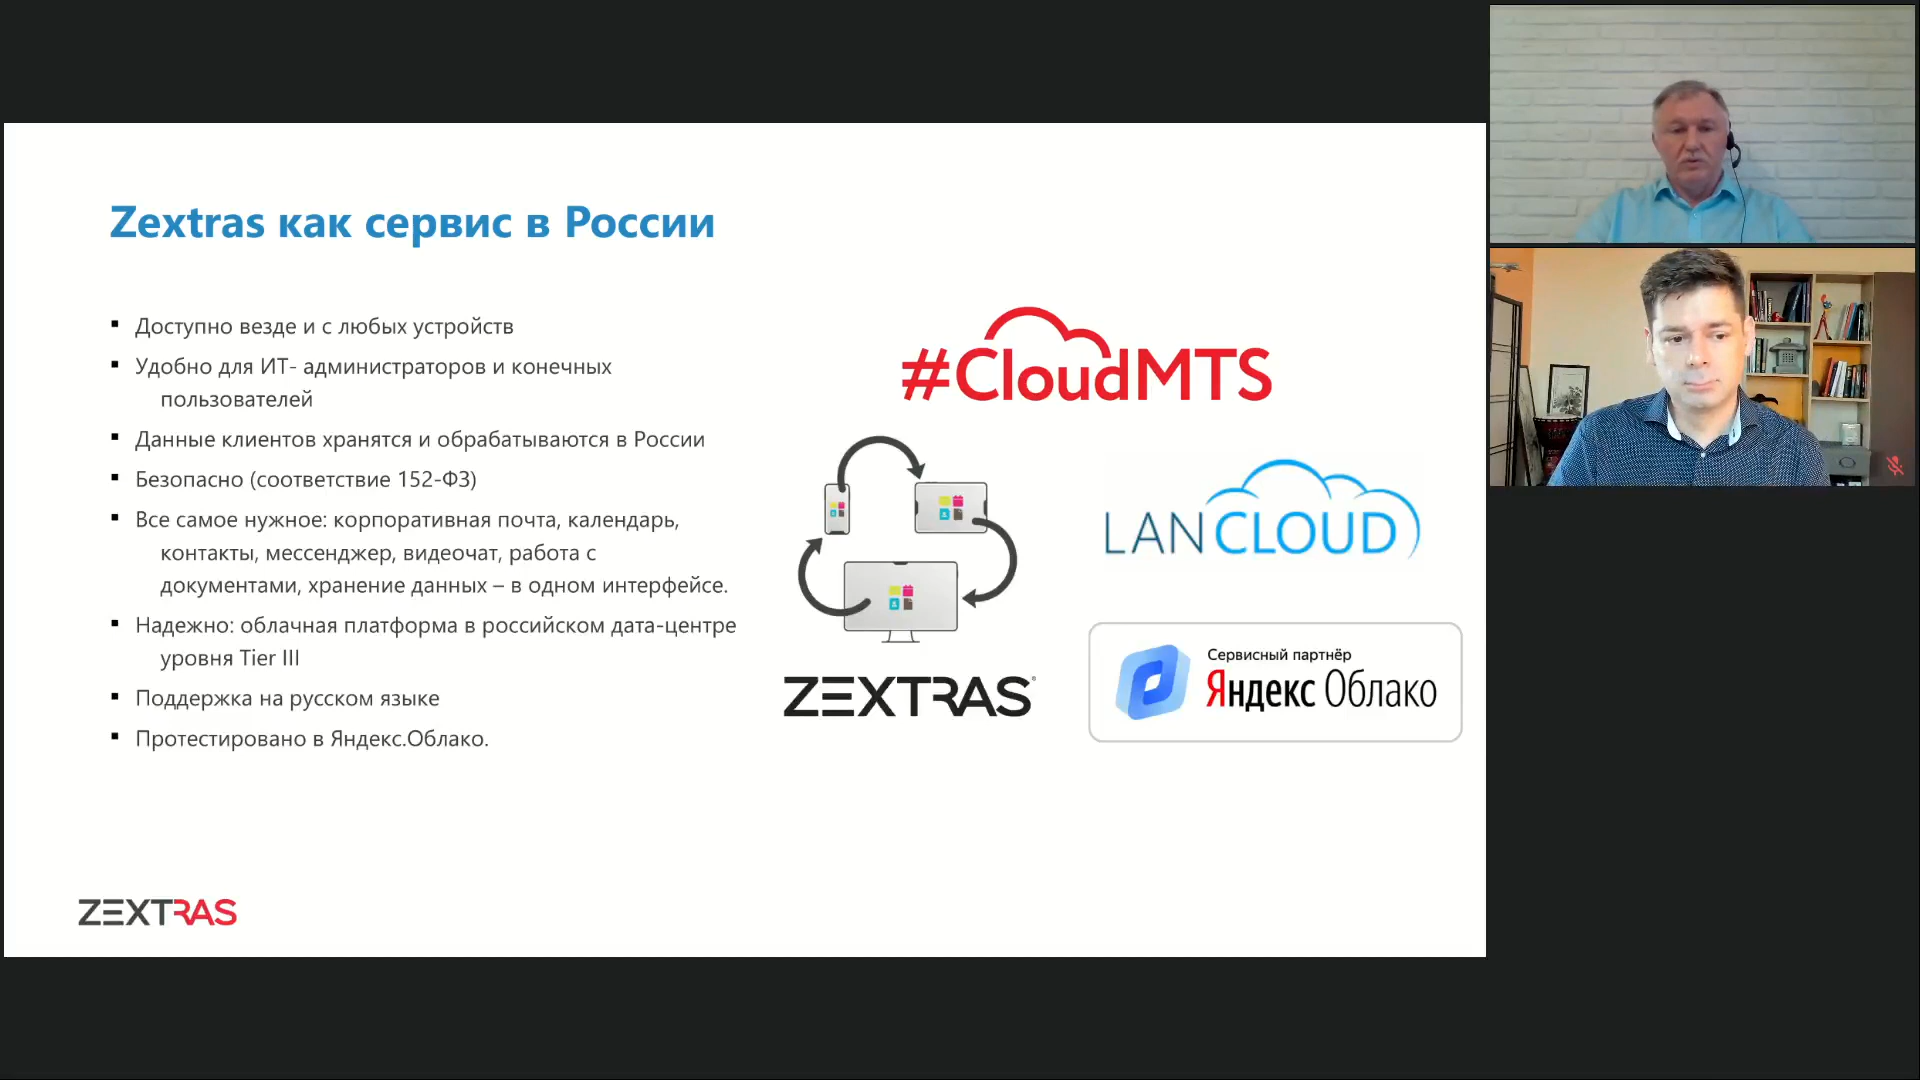 Zextras как сервис в России
Доступно везде и с любых устройств
Удобно для ИТ- администраторов и конечных
пользователей
Данные клиентов хранятся и обрабатываются в России
Безопасно (соответствие 152-ФЗ)
Все самое нужное: корпоративная почта, календарь,
контакты, мессенджер, видеочат, работа с
документами, хранение данных – в одном интерфейсе.
Надежно: облачная платформа в российском дата-центре
уровня Tier III
Поддержка на русском языке
Протестировано в Яндекс.Облако.
#CloudMTS
LANCLOUD
ZEXTRAS
Сервисный партнёр
Яндекс Облако
ZEXTRAS